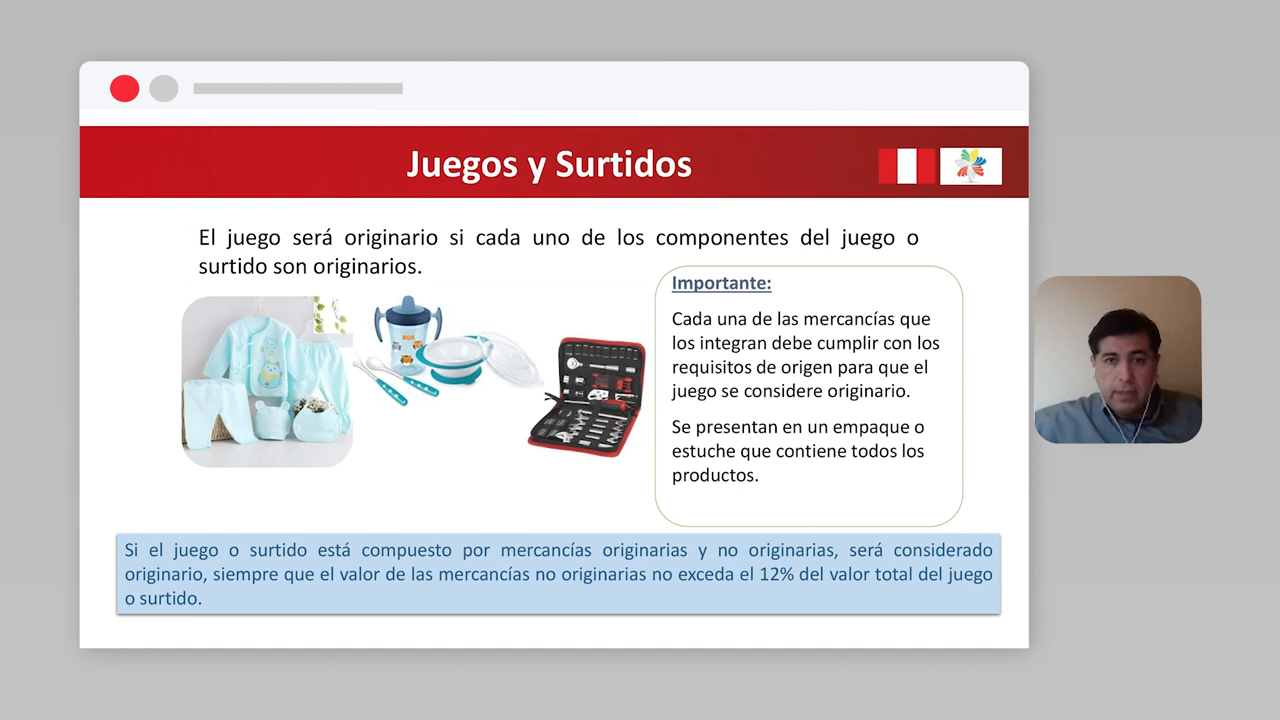 Juegos y Surtidos
El juego será originario si cada uno de los componentes del juego o
surtido son originarios.
Importante:
Cada una de las mercancías que
los integran debe cumplir con los
requisitos de origen para que el
juego se considere originario.
Se presentan en un empaque o
estuche que contiene todos los
productos.
Si el juego o surtido está compuesto por mercancías originarias y no originarias, será considerado
originario, siempre que el valor de las mercancías no originarias no exceda el 12% del valor total del juego
o surtido.